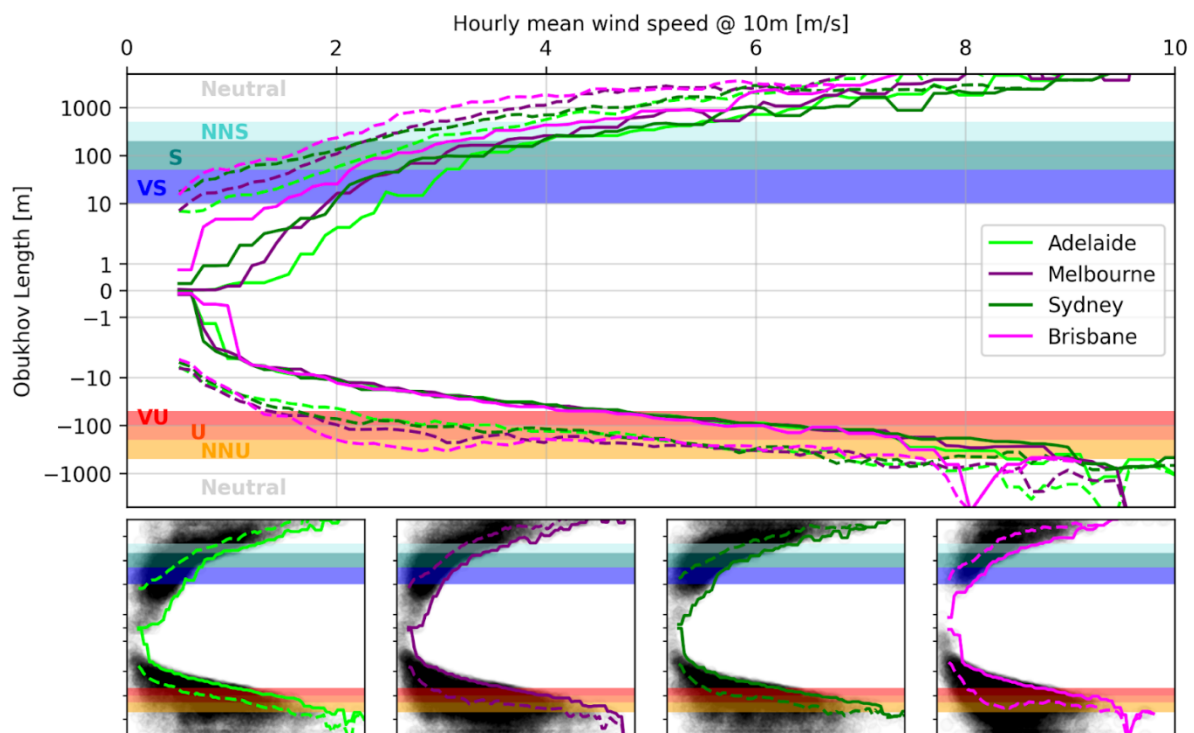 Hourly mean wind speed @ 10m [m/s]
0 2 4 6 8 10
Obukhov Length [m]
Neutral
1000
NNS
100
S
VS
10
1
0
−1
−10
VU
−100
U
NNU
−1000
Neutral
Adelaide
Melbourne
Sydney
Brisbane